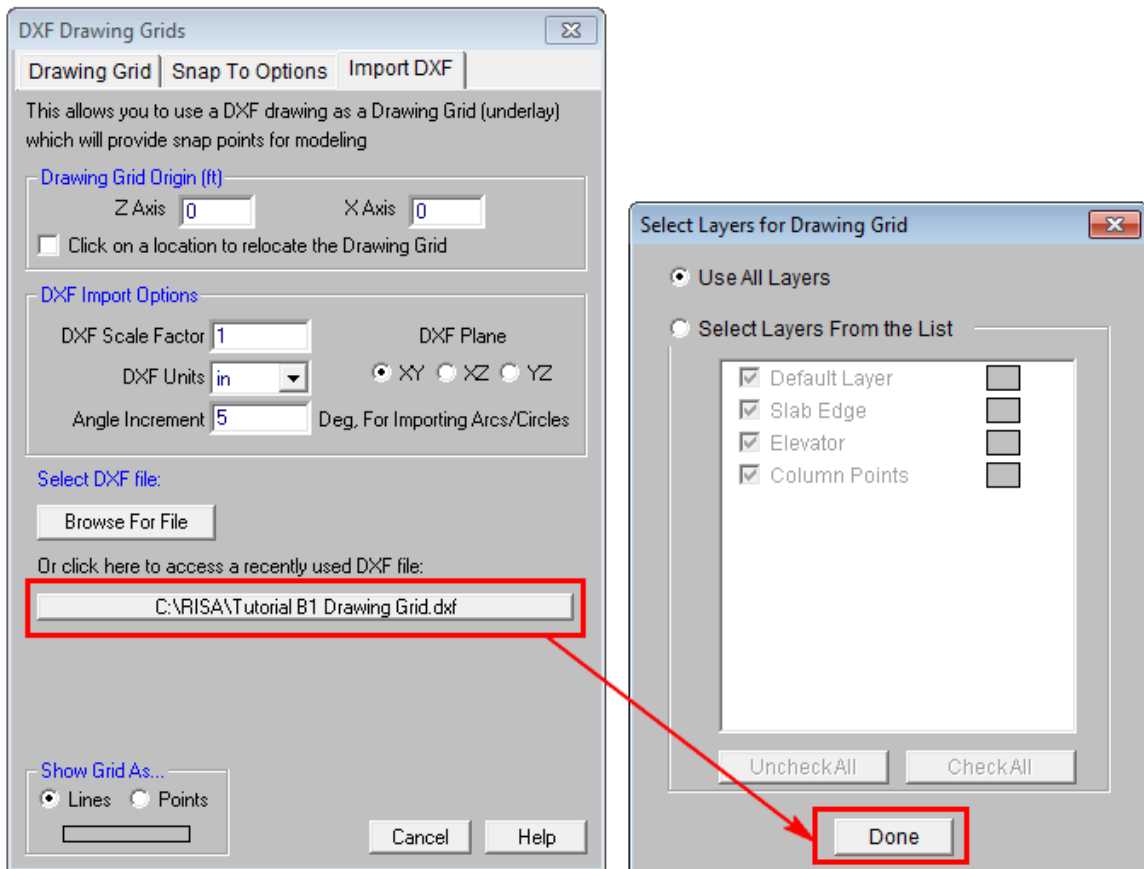 DXF Drawing Grids
Drawing Grid
Snap To Options
Import DXF
This allows you to use a DXF drawing as a Drawing Grid (underlay)
which will provide snap points for modeling
Drawing Grid Origin (ft)
Z Axis 0 X Axis 0
Click on a location to relocate the Drawing Grid
DXF Import Options
DXF Scale Factor 1 DXF Plane
DXF Units in XY XZ YZ
Angle Increment 5 Deg, For Importing Arcs/Circles
Select DXF file:
Browse For File
Or click here to access a recently used DXF file:
C:\RISA\Tutorial B1 Drawing Grid.dxf
Show Grid As...
Lines Points
Cancel Help
Select Layers for Drawing Grid
Use All Layers
Select Layers From the List
Default Layer
Slab Edge
Elevator
Column Points
UncheckAll CheckAll
Done